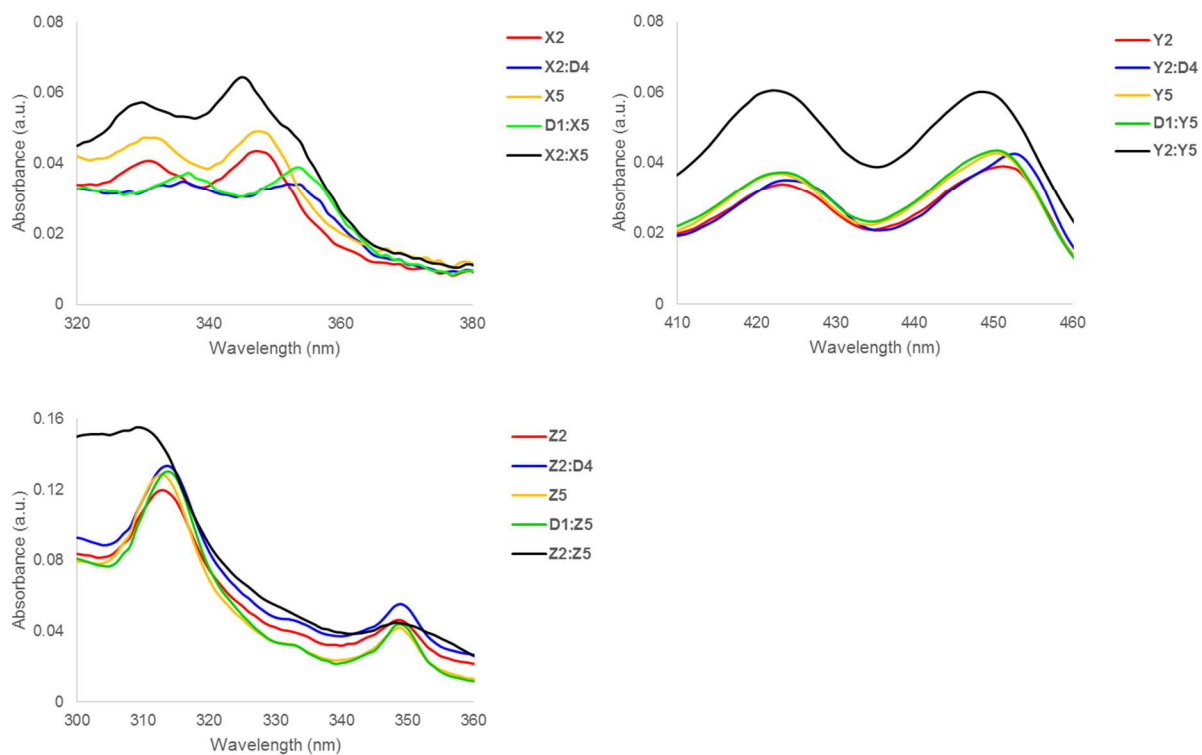 0.08
0.06
0.04
0.02
0
Absorbance (a.u.)
320 340 360 380
Wavelength (nm)
X2
X2:D4
X5
D1:X5
X2:X5
0.08
0.06
0.04
0.02
0
Absorbance (a.u.)
410 420 430 440 450 460
Wavelength (nm)
Y2
Y2:D4
Y5
D1:Y5
Y2:Y5
0.16
0.12
0.08
0.04
0
Absorbance (a.u.)
300 310 320 330 340 350 360
Wavelength (nm)
Z2
Z2:D4
Z5
D1:Z5
Z2:Z5